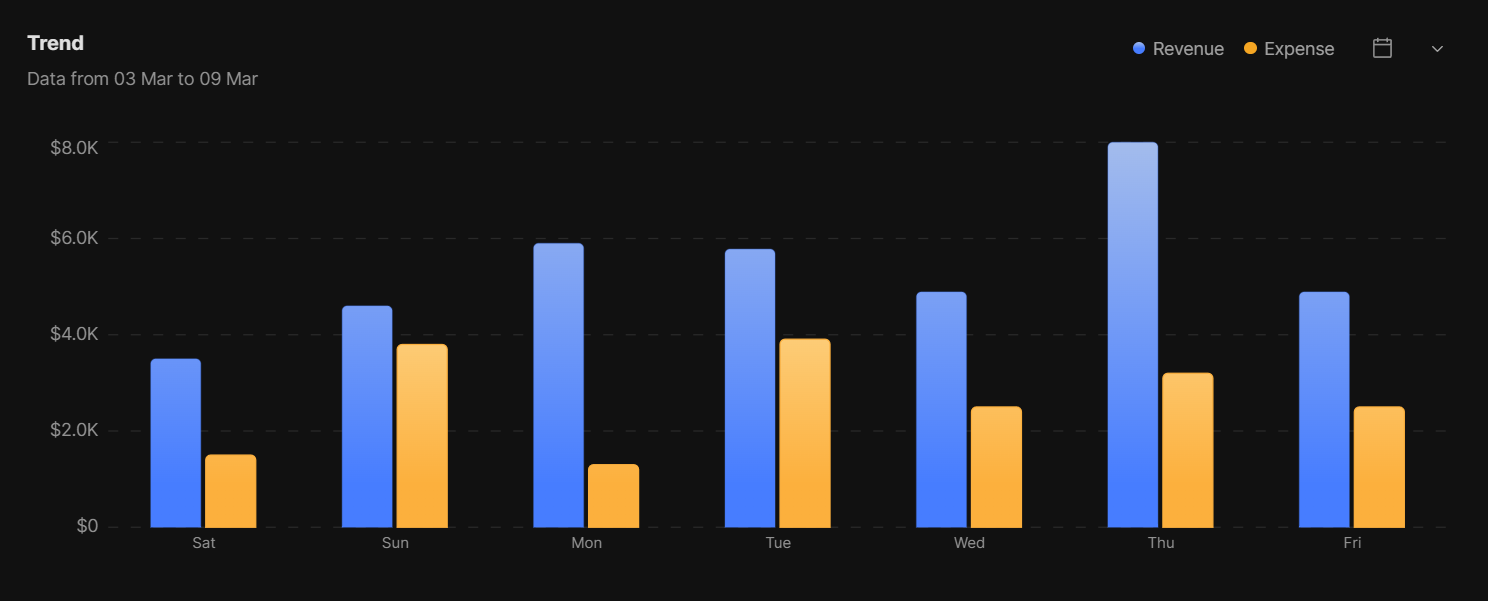 Trend
Data from 03 Mar to 09 Mar
Revenue
Expense
$8.0K
$6.0K
$4.0K
$2.0K
$0
Sat
Sun
Mon
Tue
Wed
Thu
Fri